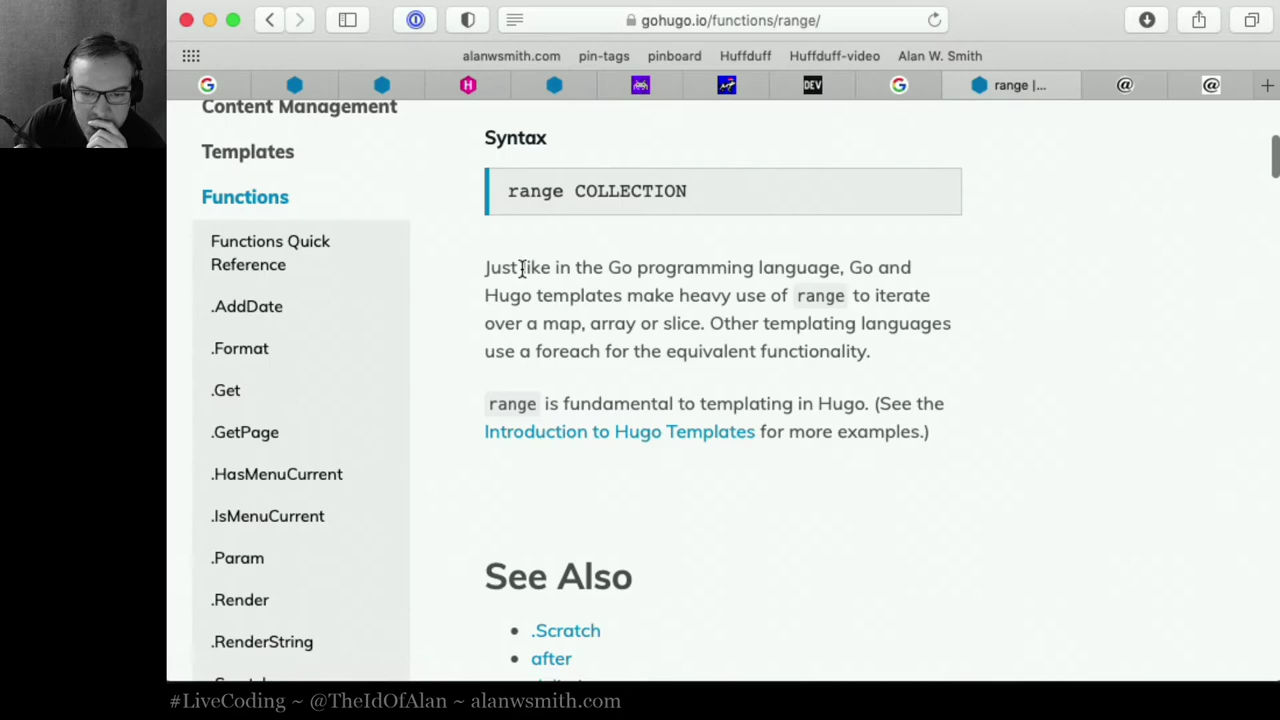 gohugo.io/functions/range/
alanwsmith.com pin-tags pinboard Huffduff Huffduff-video Alan W. Smith
DEV range |...
Content Management
Templates
Functions
Functions Quick
Reference
.AddDate
.Format
.Get
.GetPage
.HasMenuCurrent
.IsMenuCurrent
.Param
.Render
.RenderString
Syntax
range COLLECTION
Just like in the Go programming language, Go and
Hugo templates make heavy use of range to iterate
over a map, array or slice. Other templating languages
use a foreach for the equivalent functionality.
range is fundamental to templating in Hugo. (See the
Introduction to Hugo Templates for more examples.)
See Also
.Scratch
after
#LiveCoding ~ @TheIdOfAlan ~ alanwsmith.com